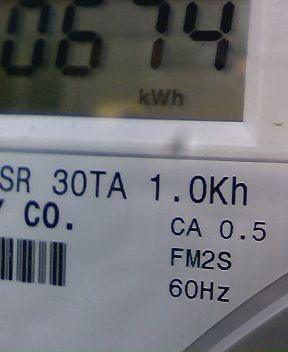 0674
kWh
SR 30TA 1.0Kh
Y CO.
CA 0.5
FM2S
60Hz